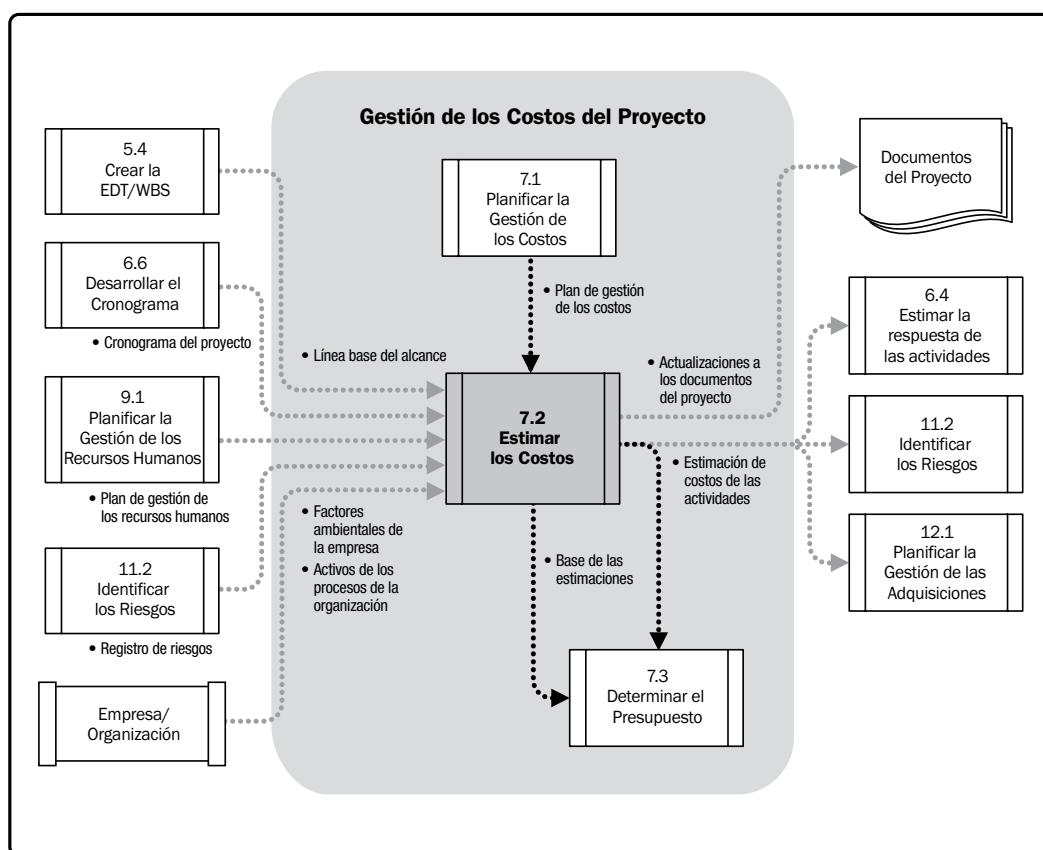 Gestión de los Costos del Proyecto
5.4
Crear la
EDT/WBS
6.6
Desarrollar el
Cronograma
• Cronograma del proyecto
9.1
Planificar la
Gestión de los
Recursos Humanos
• Plan de gestión de
los recursos humanos
11.2
Identificar
los Riesgos
• Registro de riesgos
Empresa/
Organización
7.1
Planificar la
Gestión de
los Costos
• Plan de gestión
de los costos
• Línea base del alcance
7.2
Estimar
los Costos
• Factores
ambientales de
la empresa
• Activos de los
procesos de la
organización
• Actualizaciones a
los documentos
del proyecto
• Estimación de
costos de las
actividades
• Base de las
estimaciones
7.3
Determinar el
Presupuesto
Documentos
del Proyecto
6.4
Estimar la
respuesta de
las actividades
11.2
Identificar
los Riesgos
12.1
Planificar la
Gestión de las
Adquisiciones